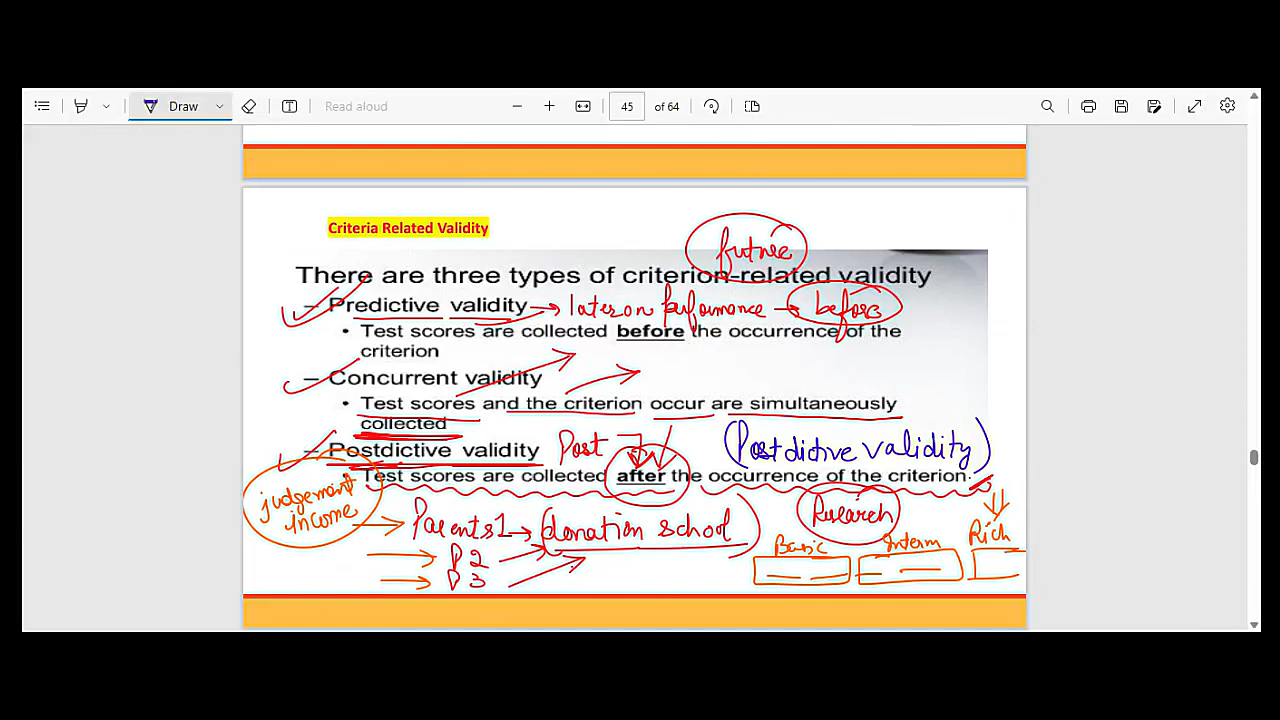 Draw
Read aloud
45 of 64
Criteria Related Validity
future
There are three types of criterion-related validity
– Predictive validity → later on performance → before
• Test scores are collected before the occurrence of the
criterion
– Concurrent validity
• Test scores and the criterion occur are simultaneously
collected
– Postdictive validity Post (Postdictive validity)
• Test scores are collected after the occurrence of the criterion.
judgement
income
Parents1 → (donation school)
Research
P2
P3
Basic Interm Rich